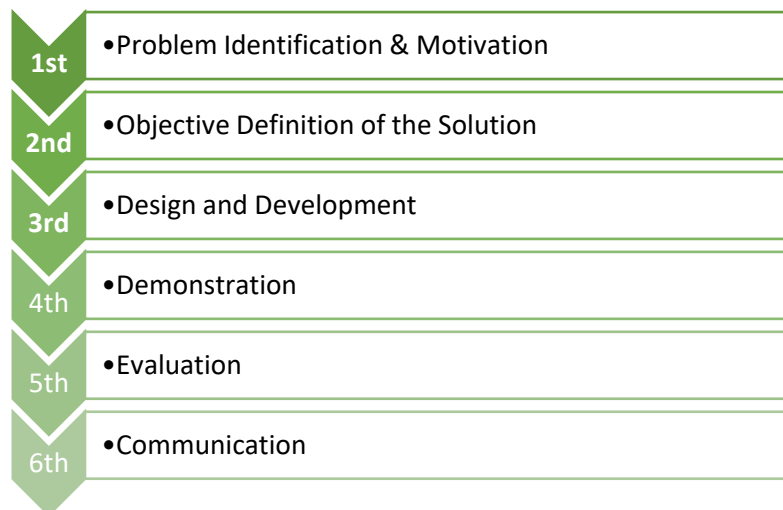 1st
•Problem Identification & Motivation
2nd
•Objective Definition of the Solution
3rd
•Design and Development
4th
•Demonstration
5th
•Evaluation
6th
•Communication